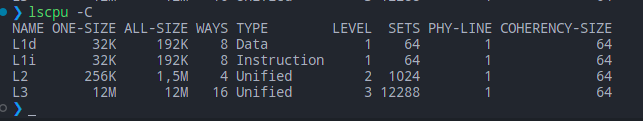 ❯ lscpu -C
NAME ONE-SIZE ALL-SIZE WAYS TYPE        LEVEL  SETS PHY-LINE COHERENCY-SIZE
L1d       32K     192K    8 Data            1    64        1             64
L1i       32K     192K    8 Instruction     1    64        1             64
L2       256K     1,5M    4 Unified         2  1024        1             64
L3        12M      12M   16 Unified         3 12288        1             64
❯ _